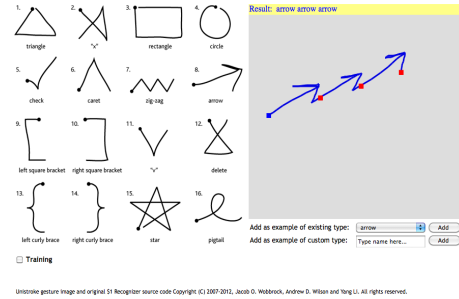 Result: arrow arrow arrow
1. 2. 3. 4.
triangle "x" rectangle circle
5. 6. 7. 8.
check caret zig-zag arrow
9. 10. 11. 12.
left square bracket right square bracket "v" delete
13. 14. 15. 16.
left curly brace right curly brace star pigtail
Add as example of existing type: arrow Add
Add as example of custom type: Type name here... Add
Training
Unistroke gesture image and original $1 Recognizer source code Copyright (C) 2007-2012, Jacob O. Wobbrock, Andrew D. Wilson and Yang Li. All rights reserved.